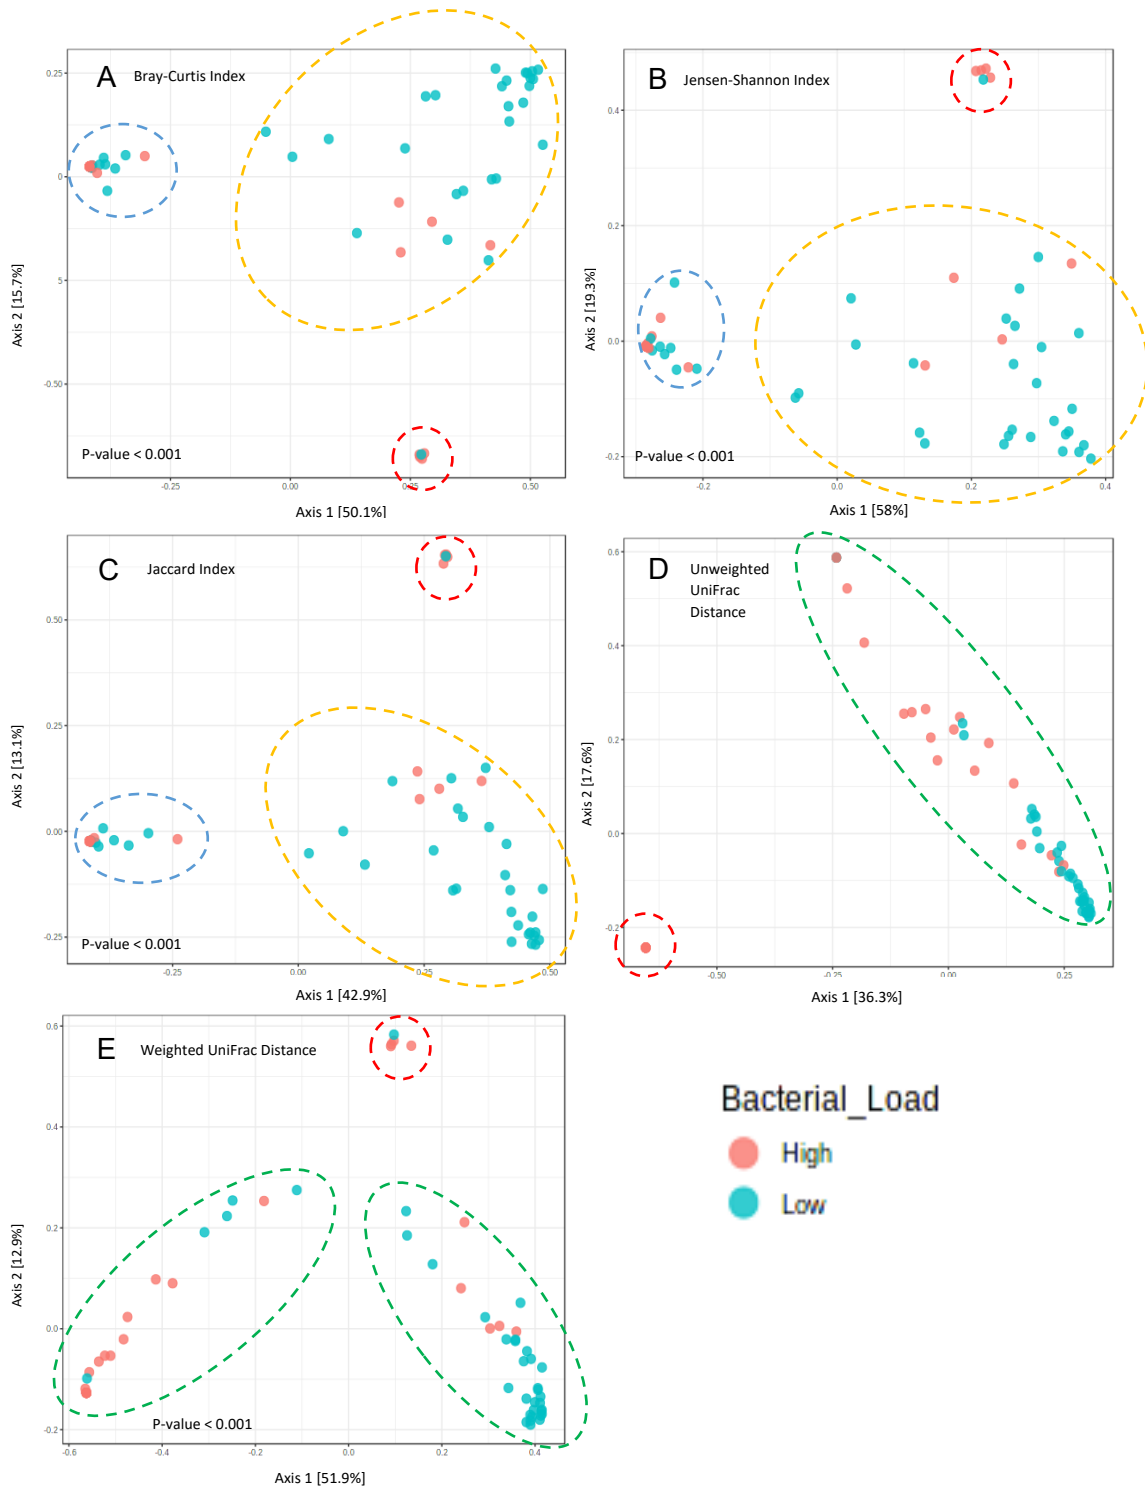 A Bray-Curtis Index
0.25
0
5
-0.50
Axis 2 [15.7%]
P-value < 0.001
-0.25 0.00 0.25 0.50
Axis 1 [50.1%]
B Jensen-Shannon Index
0.4
0.2
0.0
-0.2
Axis 2 [19.3%]
P-value < 0.001
-0.2 0.0 0.2 0.4
Axis 1 [58%]
C Jaccard Index
0.50
0.25
0.00
-0.25
Axis 2 [13.1%]
P-value < 0.001
-0.25 0.00 0.25 0.50
Axis 1 [42.9%]
D Unweighted
UniFrac
Distance
0.6
0.4
0.2
0.0
-0.2
Axis 2 [17.6%]
-0.50 -0.25 0.00 0.25
Axis 1 [36.3%]
E Weighted UniFrac Distance
0.6
0.4
0.2
0.0
-0.2
Axis 2 [12.9%]
P-value < 0.001
-0.6 -0.4 -0.2 0.0 0.2 0.4
Axis 1 [51.9%]
Bacterial_Load
High
Low